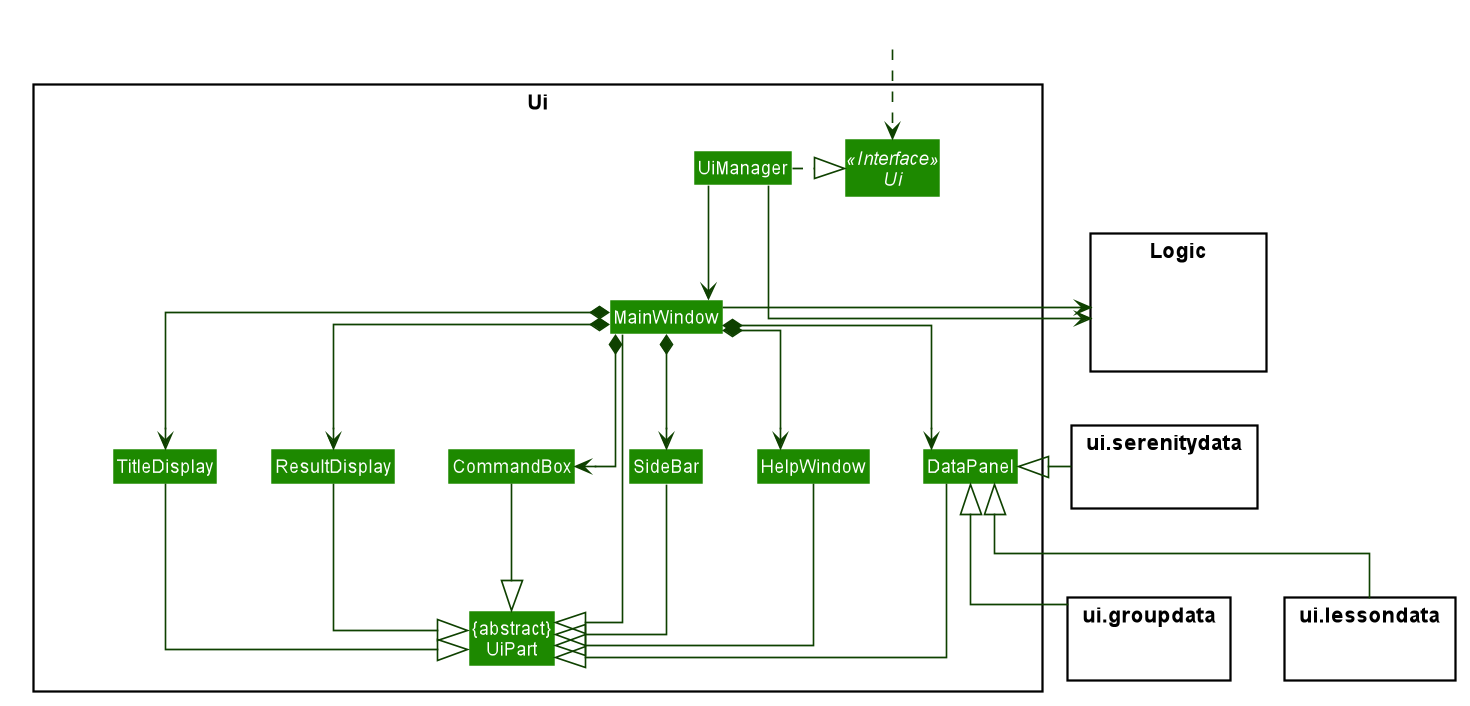 Ui
UiManager
«Interface»
Ui
Logic
MainWindow
ui.serenitydata
TitleDisplay
ResultDisplay
CommandBox
SideBar
HelpWindow
DataPanel
{abstract}
UiPart
ui.groupdata
ui.lessondata